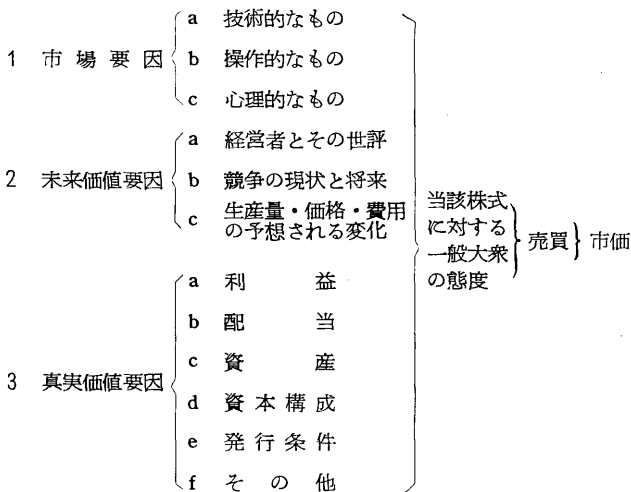 a 技術的なもの
1 市場要因 b 操作的なもの
c 心理的なもの
a 経営者とその世評
2 未来価値要因 b 競争の現状と将来
c 生産量・価格・費用
の予想される変化
a 利益
b 配当
c 資産
3 真実価値要因
d 資本構成
e 発行条件
f その他
当該株式
に対する
一般大衆
の態度
売買
市価